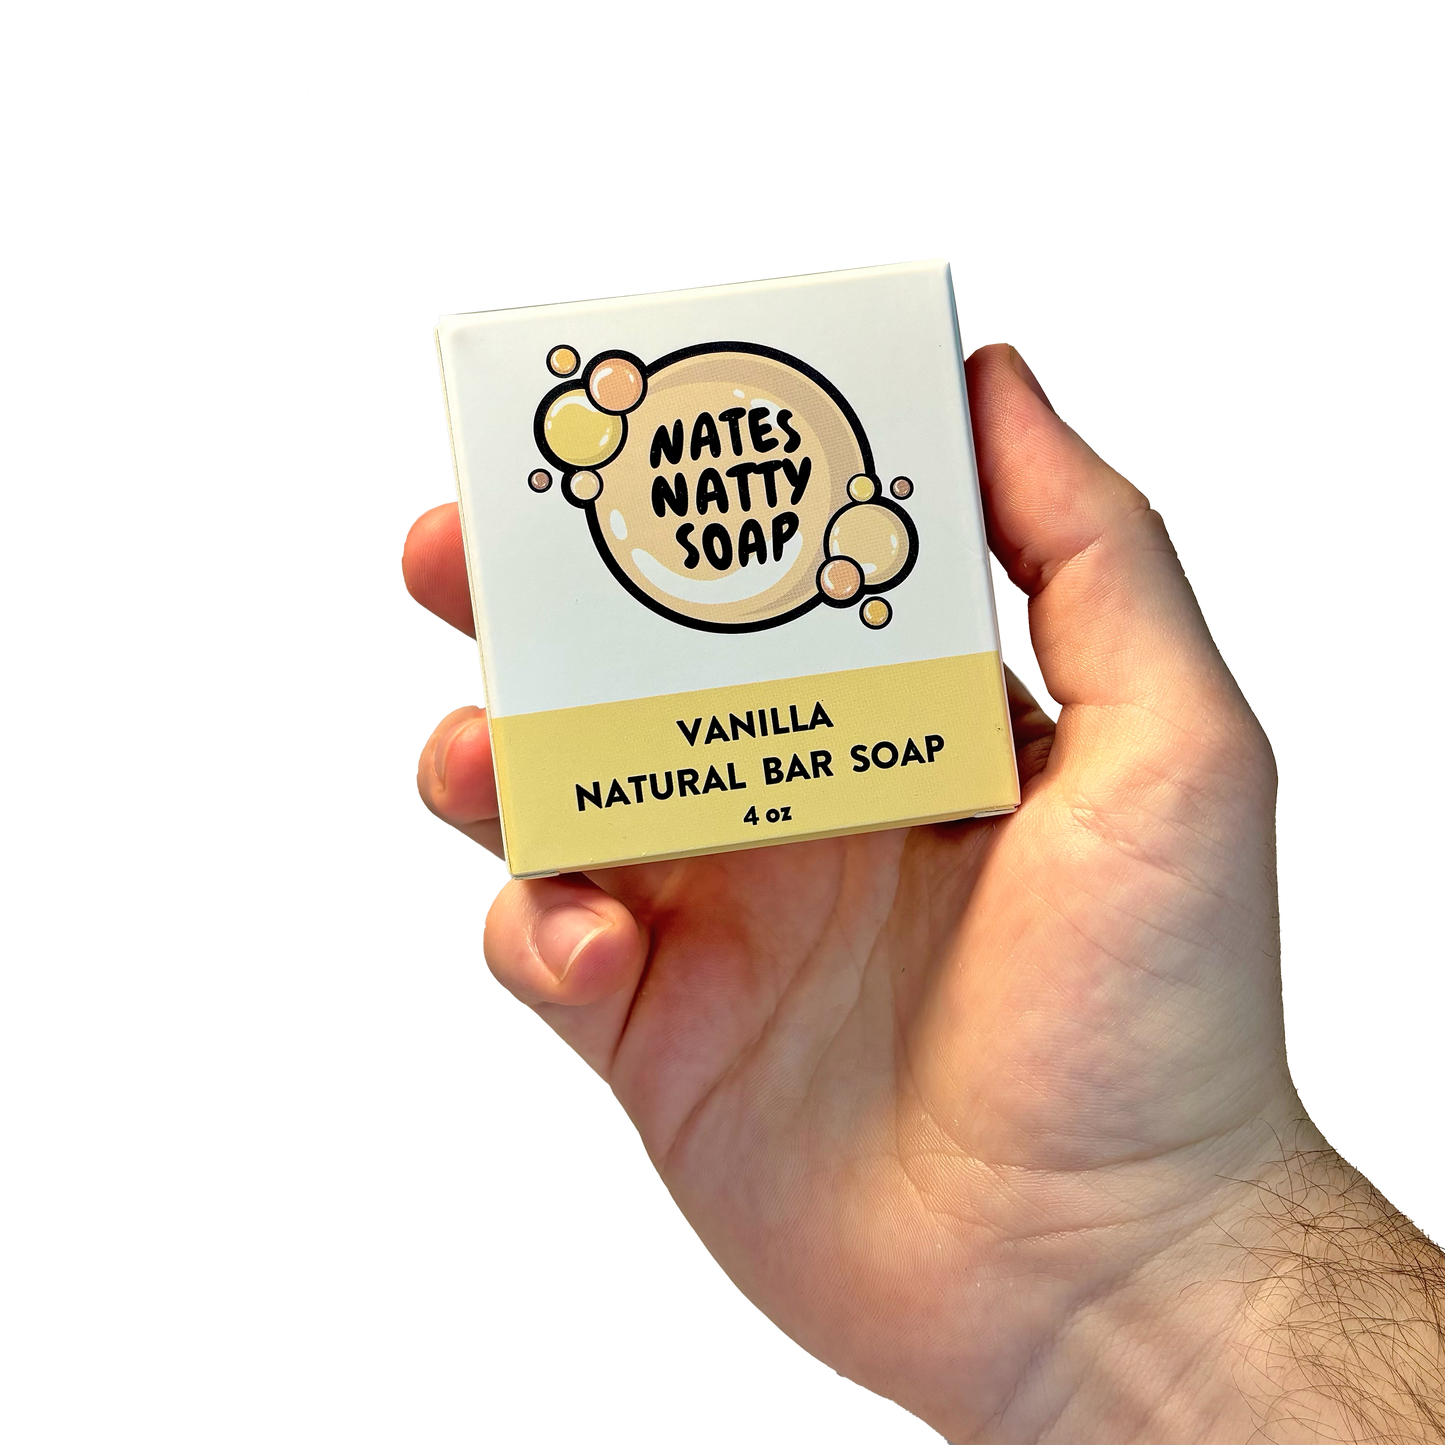 NATES
NATTY
SOAP
VANILLA
NATURAL BAR SOAP
4 oz